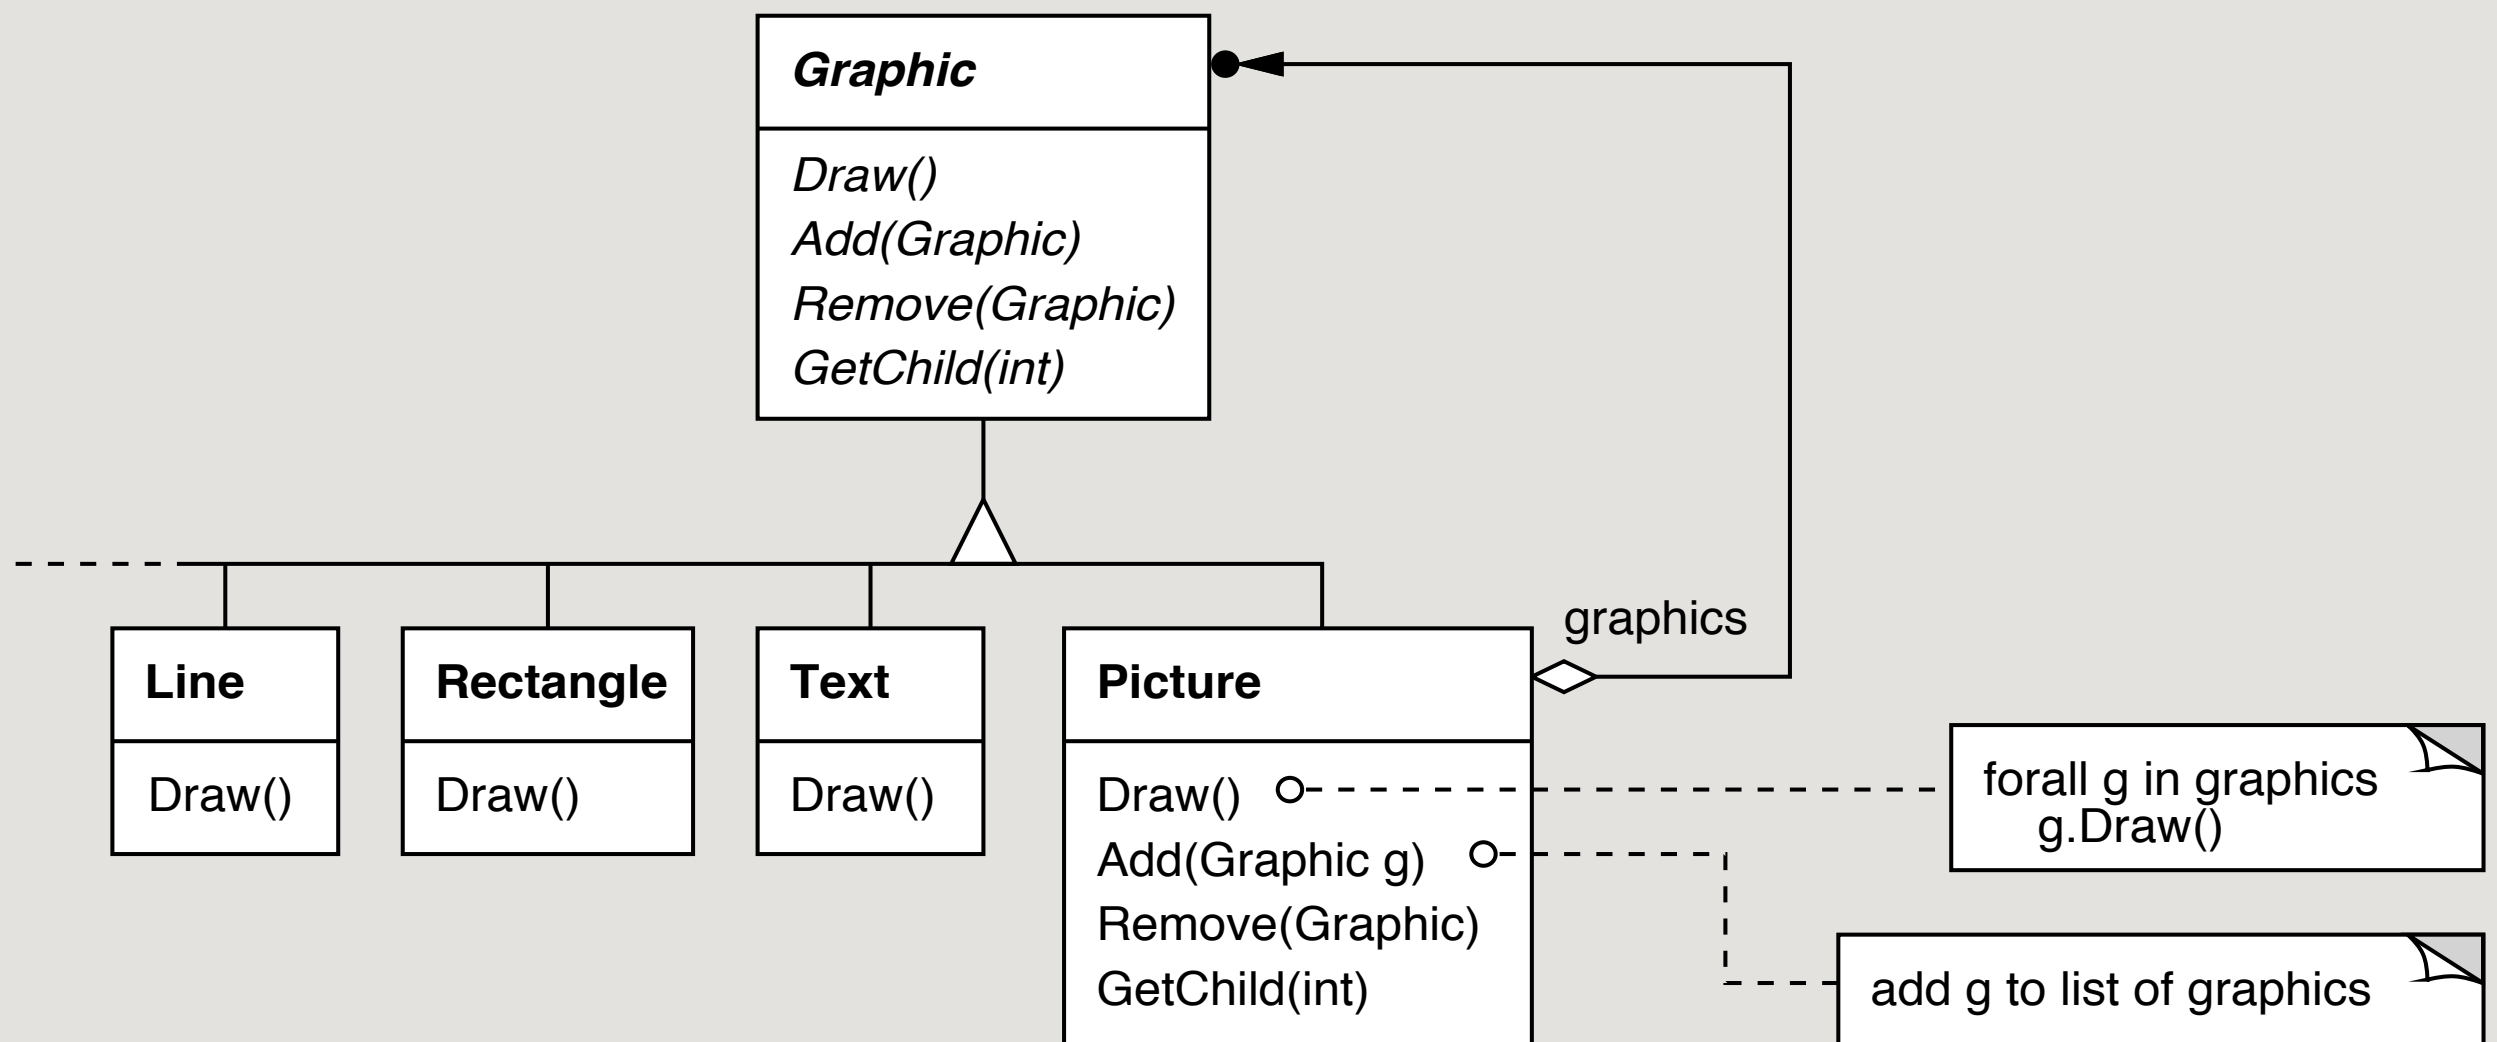 Graphic
Draw()
Add(Graphic)
Remove(Graphic)
GetChild(int)
graphics
Line
Draw()
Rectangle
Draw()
Text
Draw()
Picture
Draw()
Add(Graphic g)
Remove(Graphic)
GetChild(int)
forall g in graphics
g.Draw()
add g to list of graphics